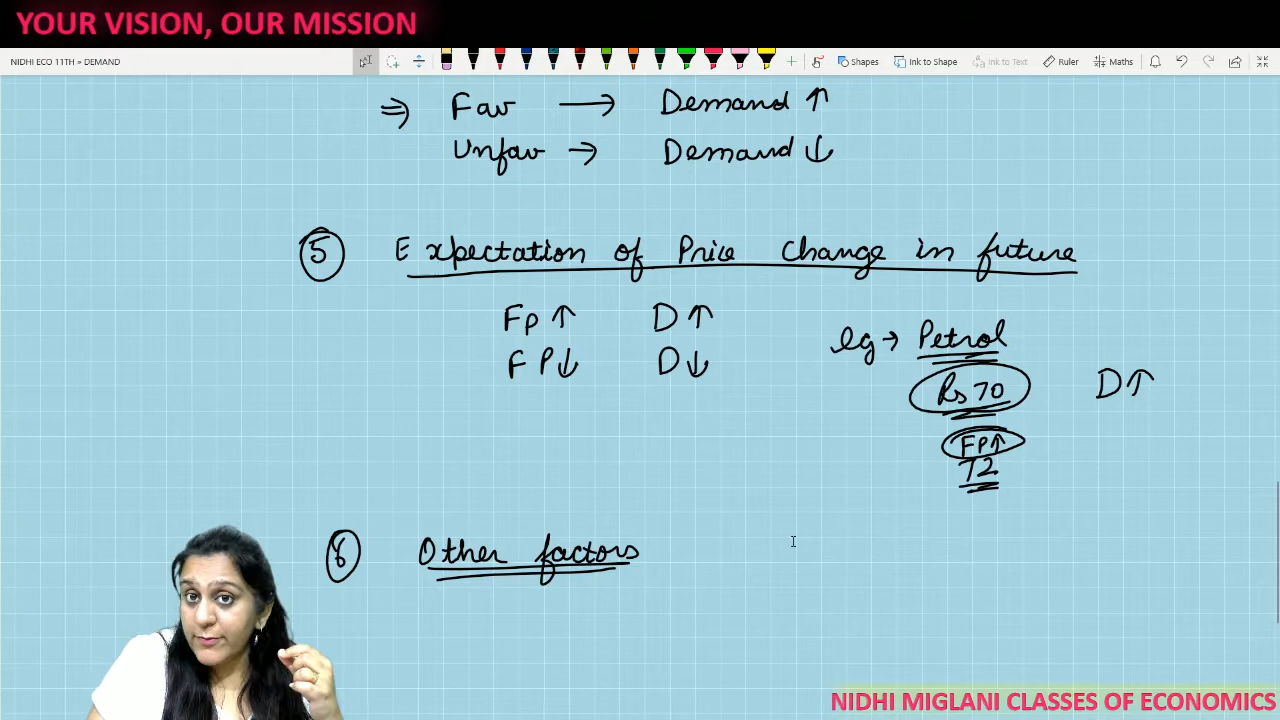 YOUR VISION, OUR MISSION
NIDHI ECO 11TH » DEMAND
Shapes
Ink to Shape
Ink to Text
Ruler
Maths
⇒ Fav → Demand ↑
Unfav → Demand ↓
5 Expectation of Price Change in future
Fp ↑ D ↑
FP↓ D↓
eg → Petrol
Rs 70 D↑
FP↑
72
6 Other factors
NIDHI MIGLANI CLASSES OF ECONOMICS